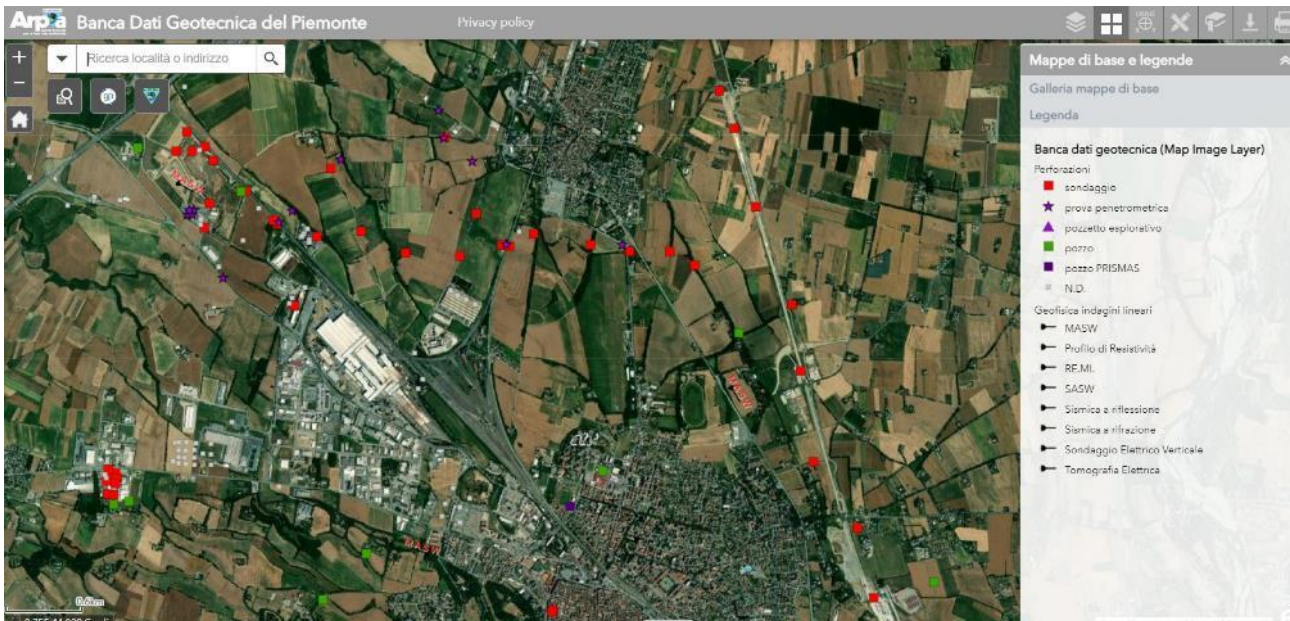 Arpa
Banca Dati Geotecnica del Piemonte
Privacy policy
Ricerca località o indirizzo
Mappe di base e legende
Galleria mappe di base
Legenda
Banca dati geotecnica (Map Image Layer)
Perforazioni
sondaggio
prova penetrometrica
pozzetto esplorativo
pozzo
pozzo PRISMAS
N.D.
Geofisica indagini lineari
MASW
Profilo di Resistività
RE.MI.
SASW
Sismica a riflessione
Sismica a rifrazione
Sondaggio Elettrico Verticale
Tomografia Elettrica
MASW
MASW
MASW
0.6km